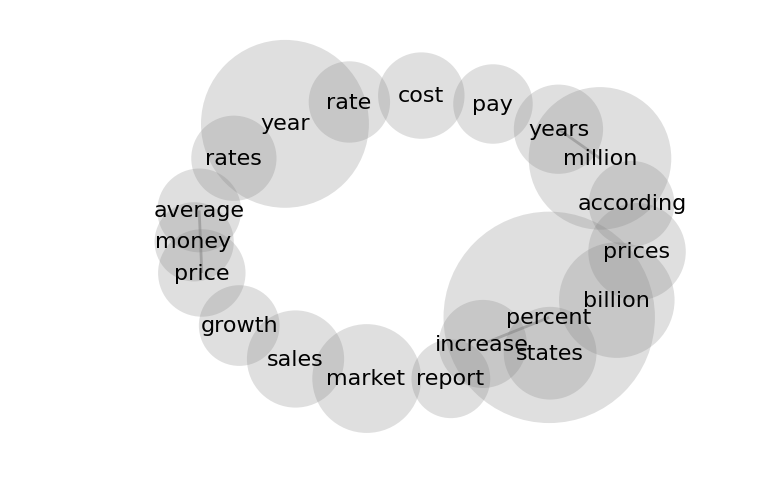 cost
rate
pay
year
years
rates
million
according
average
money
prices
price
billion
percent
growth
increase
states
sales
market
report